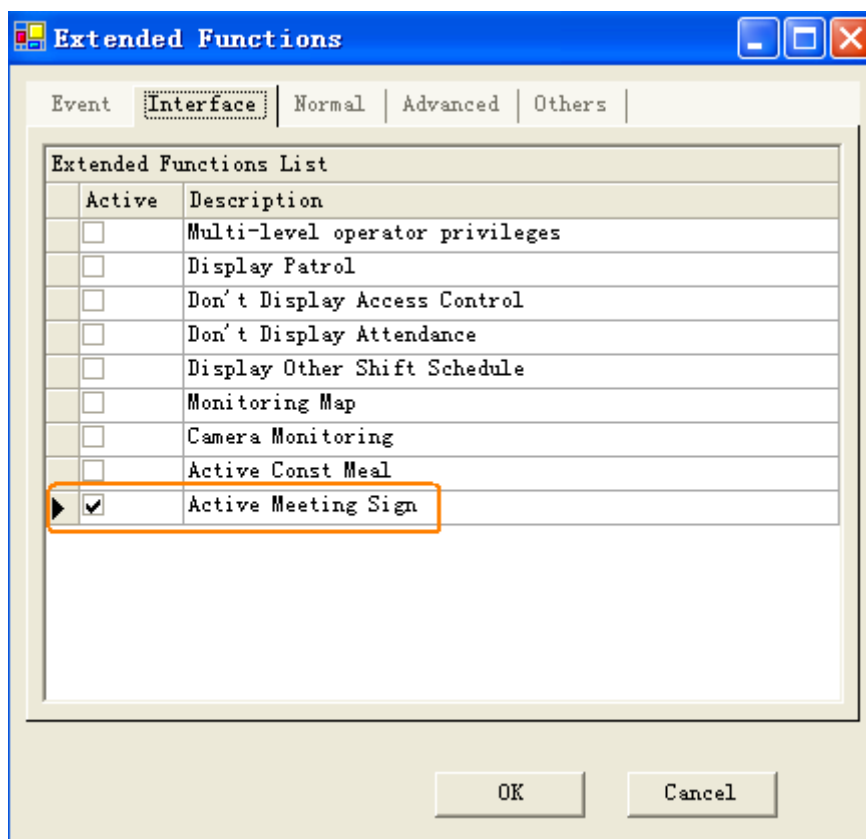 Extended Functions
Event Interface Normal Advanced Others
Extended Functions List
Active Description
Multi-level operator privileges
Display Patrol
Don't Display Access Control
Don't Display Attendance
Display Other Shift Schedule
Monitoring Map
Camera Monitoring
Active Const Meal
Active Meeting Sign
OK Cancel